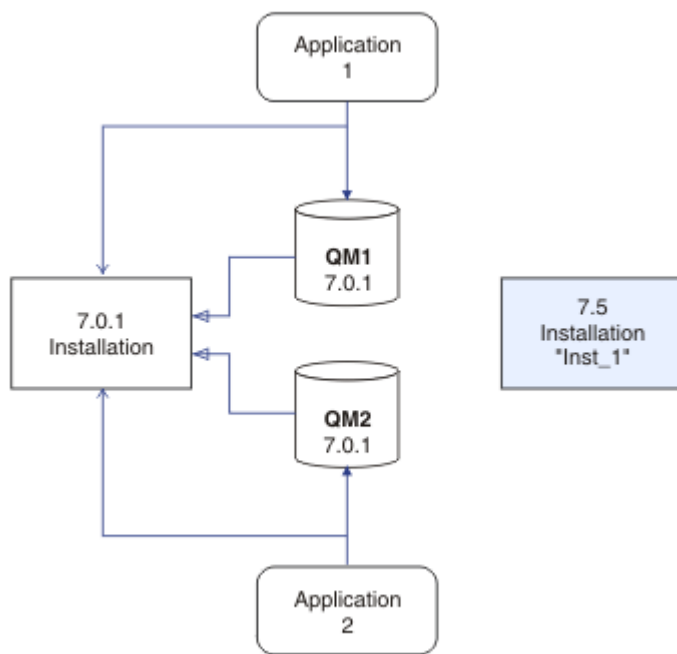 Application
1
QM1
7.0.1
7.0.1
Installation
7.5
Installation
"Inst_1"
QM2
7.0.1
Application
2